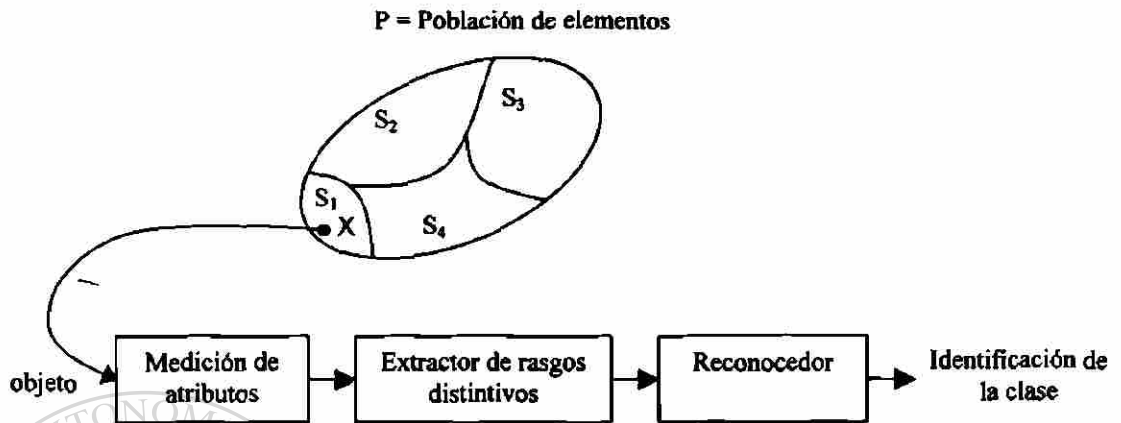 P = Población de elementos
S₂
S₃
S₁
X
S₄
objeto
Medición de
atributos
Extractor de rasgos
distintivos
Reconocedor
Identificación de
la clase